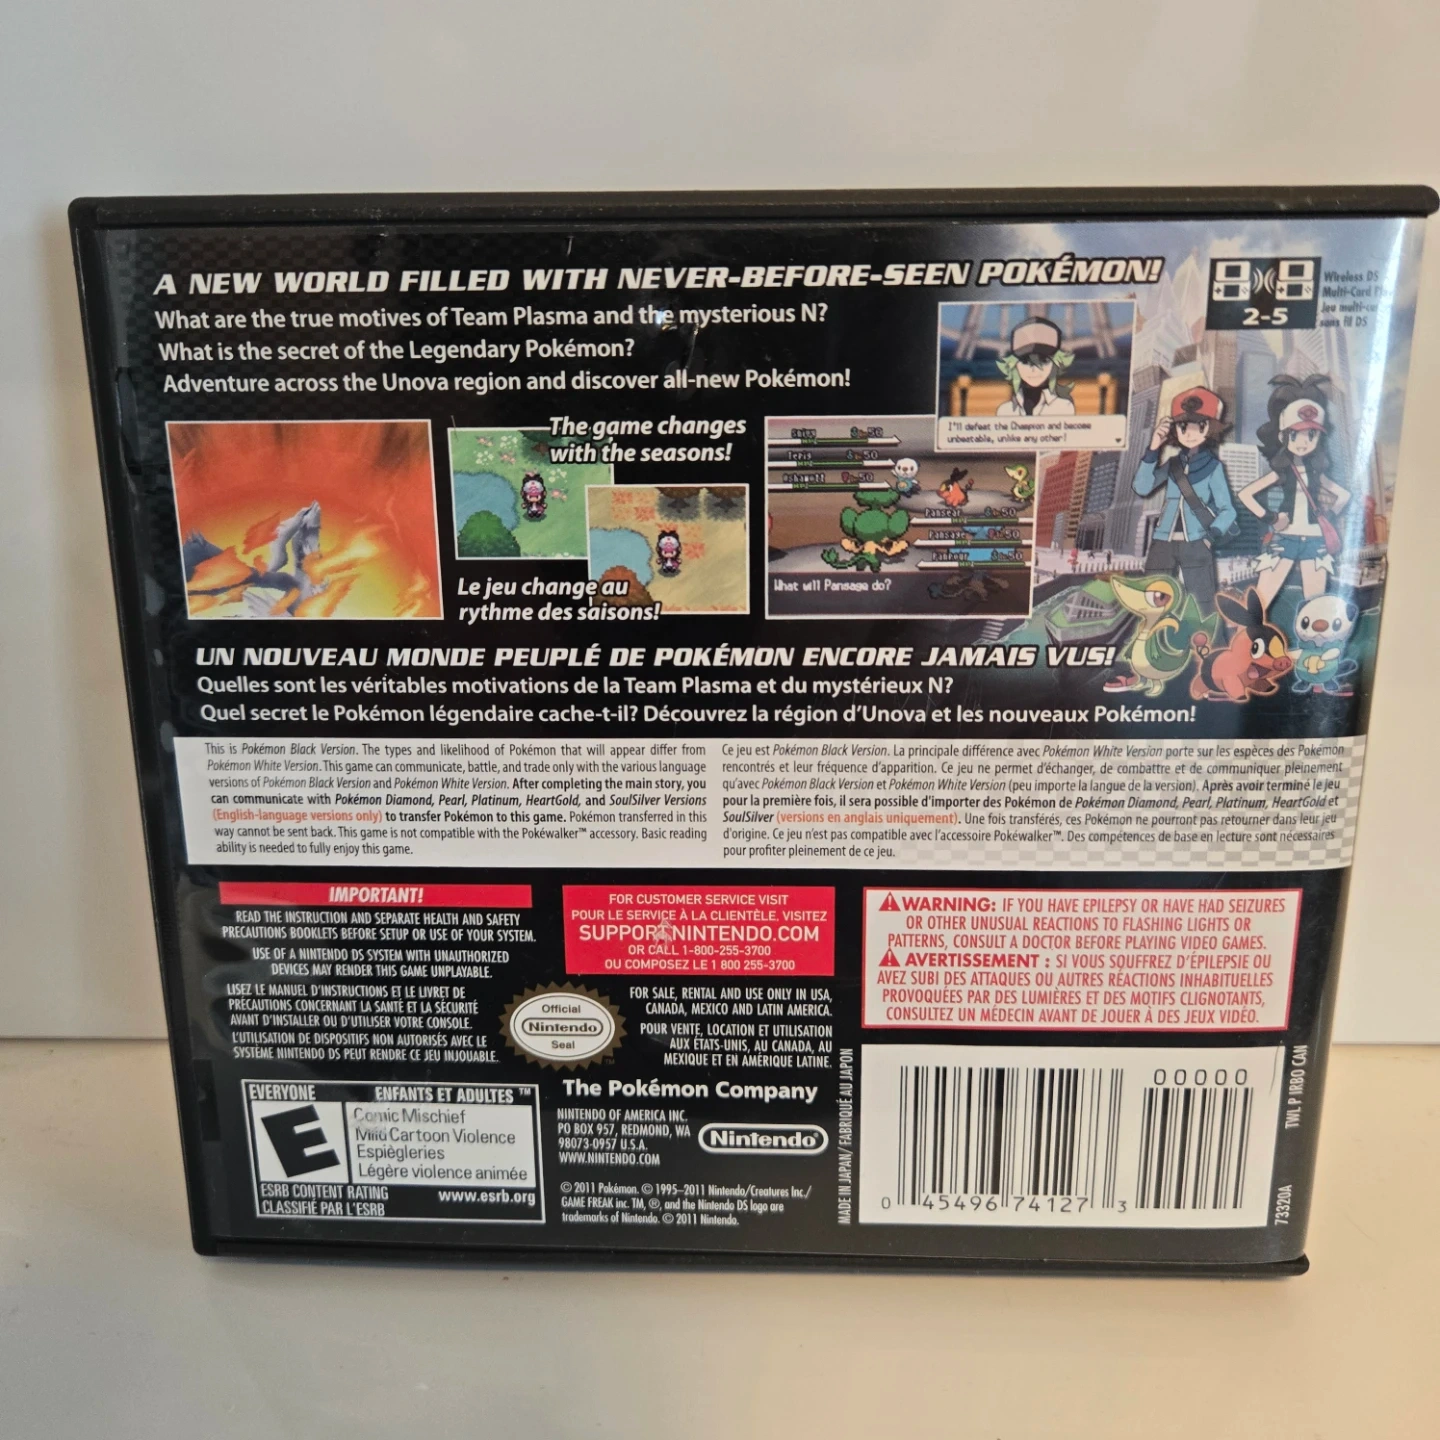 A NEW WORLD FILLED WITH NEVER-BEFORE-SEEN POKÉMON!
What are the true motives of Team Plasma and the mysterious N?
What is the secret of the Legendary Pokémon?
Adventure across the Unova region and discover all-new Pokémon!
2-5
Wireless DS
Multi-Card
Jeu
sans fil DS
I'll defeat the Champion and become
unbeatable, unlike any other!
The game changes
with the seasons!
Le jeu change au
rythme des saisons!
50
50
50
Pansear 50
Pansage 50
Panpour 50
What will Pansage do?
UN NOUVEAU MONDE PEUPLÉ DE POKÉMON ENCORE JAMAIS VUS!
Quelles sont les véritables motivations de la Team Plasma et du mystérieux N?
Quel secret le Pokémon légendaire cache-t-il? Découvrez la région d'Unova et les nouveaux Pokémon!
This is Pokémon Black Version. The types and likelihood of Pokémon that will appear differ from
Pokémon White Version. This game can communicate, battle, and trade only with the various language
versions of Pokémon Black Version and Pokémon White Version. After completing the main story, you
can communicate with Pokémon Diamond, Pearl, Platinum, HeartGold, and SoulSilver Versions
(English-language versions only) to transfer Pokémon to this game. Pokémon transferred in this
way cannot be sent back. This game is not compatible with the Pokéwalker™ accessory. Basic reading
ability is needed to fully enjoy this game.
Ce jeu est Pokémon Black Version. La principale différence avec Pokémon White Version porte sur les espèces des Pokémon
rencontrés et leur fréquence d'apparition. Ce jeu ne permet d'échanger, de combattre et de communiquer pleinement
qu'avec Pokémon Black Version et Pokémon White Version (peu importe la langue de la version). Après avoir terminé le jeu
pour la première fois, il sera possible d'importer des Pokémon de Pokémon Diamond, Pearl, Platinum, HeartGold et
SoulSilver (versions en anglais uniquement). Une fois transférés, ces Pokémon ne pourront pas retourner dans leur jeu
d'origine. Ce jeu n'est pas compatible avec l'accessoire Pokéwalker™. Des compétences de base en lecture sont nécessaires
pour profiter pleinement de ce jeu.
IMPORTANT!
READ THE INSTRUCTION AND SEPARATE HEALTH AND SAFETY
PRECAUTIONS BOOKLETS BEFORE SETUP OR USE OF YOUR SYSTEM.
USE OF A NINTENDO DS SYSTEM WITH UNAUTHORIZED
DEVICES MAY RENDER THIS GAME UNPLAYABLE.
LISEZ LE MANUEL D'INSTRUCTIONS ET LE LIVRET DE
PRÉCAUTIONS CONCERNANT LA SANTÉ ET LA SÉCURITÉ
AVANT D'INSTALLER OU D'UTILISER VOTRE CONSOLE.
L'UTILISATION DE DISPOSITIFS NON AUTORISÉS AVEC LE
SYSTÈME NINTENDO DS PEUT RENDRE CE JEU INJOUABLE.
FOR CUSTOMER SERVICE VISIT
POUR LE SERVICE À LA CLIENTÈLE, VISITEZ
SUPPORT.NINTENDO.COM
OR CALL 1-800-255-3700
OU COMPOSEZ LE 1 800 255-3700
Official
Nintendo
Seal
TM
FOR SALE, RENTAL AND USE ONLY IN USA,
CANADA, MEXICO AND LATIN AMERICA.
POUR VENTE, LOCATION ET UTILISATION
AUX ÉTATS-UNIS, AU CANADA, AU
MEXIQUE ET EN AMÉRIQUE LATINE.
WARNING: IF YOU HAVE EPILEPSY OR HAVE HAD SEIZURES
OR OTHER UNUSUAL REACTIONS TO FLASHING LIGHTS OR
PATTERNS, CONSULT A DOCTOR BEFORE PLAYING VIDEO GAMES.
AVERTISSEMENT : SI VOUS SOUFFREZ D'ÉPILEPSIE OU
AVEZ SUBI DES ATTAQUES OU AUTRES RÉACTIONS INHABITUELLES
PROVOQUÉES PAR DES LUMIÈRES ET DES MOTIFS CLIGNOTANTS,
CONSULTEZ UN MÉDECIN AVANT DE JOUER À DES JEUX VIDÉO.
EVERYONE ENFANTS ET ADULTES ™
E
Comic Mischief
Mild Cartoon Violence
Espiègleries
Légère violence animée
ESRB CONTENT RATING www.esrb.org
CLASSIFIÉ PAR L'ESRB
The Pokémon Company
NINTENDO OF AMERICA INC.
PO BOX 957, REDMOND, WA
98073-0957 U.S.A.
WWW.NINTENDO.COM
Nintendo®
© 2011 Pokémon. © 1995–2011 Nintendo/Creatures Inc./
GAME FREAK inc. TM, ®, and the Nintendo DS logo are
trademarks of Nintendo. © 2011 Nintendo.
MADE IN JAPAN/FABRIQUÉ AU JAPON
00000
0 45496 74127 3
TWL P IRBO CAN
73320A